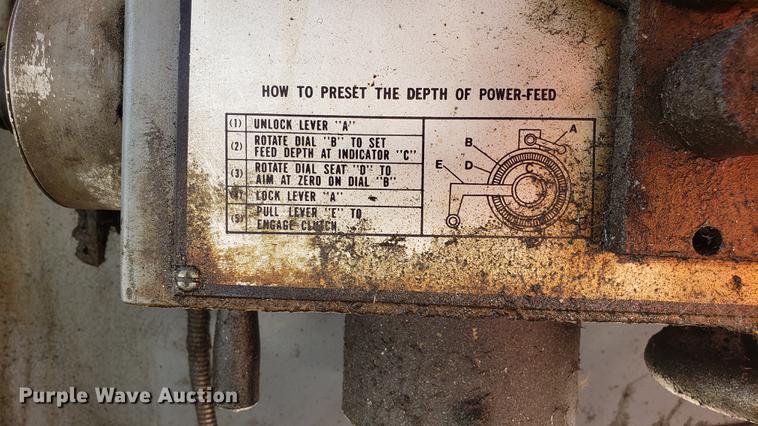 HOW TO PRESET THE DEPTH OF POWER-FEED
(1) UNLOCK LEVER "A"
(2) ROTATE DIAL "B" TO SET
FEED DEPTH AT INDICATOR "C"
(3) ROTATE DIAL SEAT "D" TO
AIM AT ZERO ON DIAL "B"
(4) LOCK LEVER "A"
(5) PULL LEVER "E" TO
ENGAGE CLUTCH
A
B
D
C
E
Purple Wave Auction